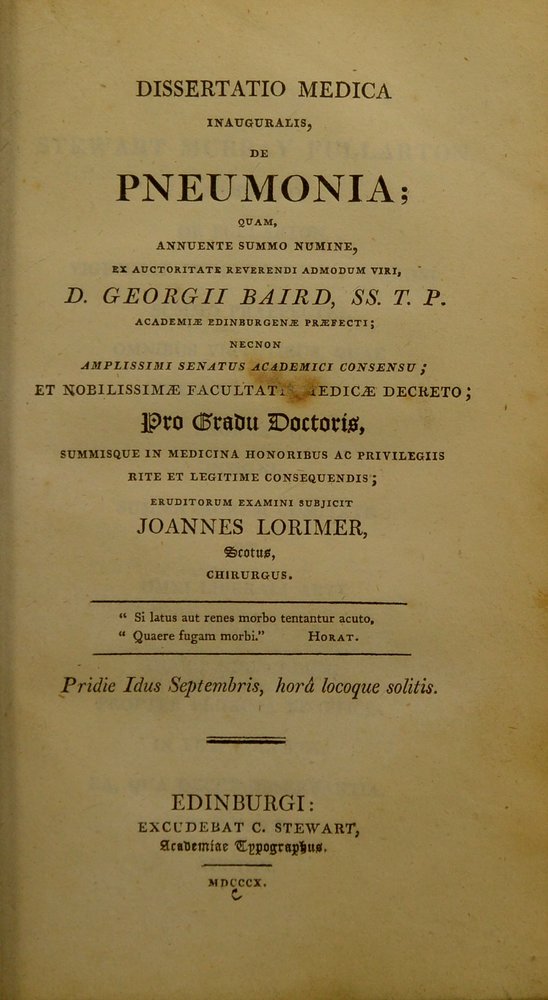 DISSERTATIO MEDICA
INAUGURALIS,
DE
PNEUMONIA;
QUAM,
ANNUENTE SUMMO NUMINE,
EX AUCTORITATE REVERENDI ADMODUM VIRI,
D. GEORGII BAIRD, SS. T. P.
ACADEMIÆ EDINBURGENÆ PRÆFECTI;
NECNON
AMPLISSIMI SENATUS ACADEMICI CONSENSU;
ET NOBILISSIMÆ FACULTATIS MEDICÆ DECRETO;
Pro Gradu Doctoris,
SUMMISQUE IN MEDICINA HONORIBUS AC PRIVILEGIIS
RITE ET LEGITIME CONSEQUENDIS;
ERUDITORUM EXAMINI SUBJICIT
JOANNES LORIMER,
Scotus,
CHIRURGUS.
“ Si latus aut renes morbo tentantur acuto,
“ Quaere fugam morbi.” HORAT.
Pridie Idus Septembris, horâ locoque solitis.
EDINBURGI:
EXCUDEBAT C. STEWART,
Academiae Typographus.
MDCCCX.